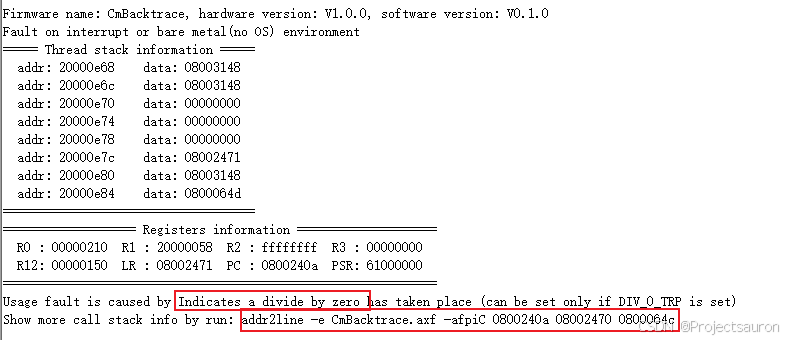 Firmware name: CmBacktrace, hardware version: V1.0.0, software version: V0.1.0
Fault on interrupt or bare metal(no OS) environment
===== Thread stack information =====
addr: 20000e68 data: 08003148
addr: 20000e6c data: 08003148
addr: 20000e70 data: 00000000
addr: 20000e74 data: 00000000
addr: 20000e78 data: 00000000
addr: 20000e7c data: 08002471
addr: 20000e80 data: 08003148
addr: 20000e84 data: 0800064d
====================================
=================== Registers information ====================
R0 : 00000210 R1 : 20000058 R2 : ffffffff R3 : 00000000
R12: 00000150 LR : 08002471 PC : 0800240a PSR: 61000000
==============================================================
Usage fault is caused by Indicates a divide by zero has taken place (can be set only if DIV_0_TRP is set)
Show more call stack info by run: addr2line -e CmBacktrace.axf -afpiC 0800240a 08002470 0800064c
CSDN @Projectsauron